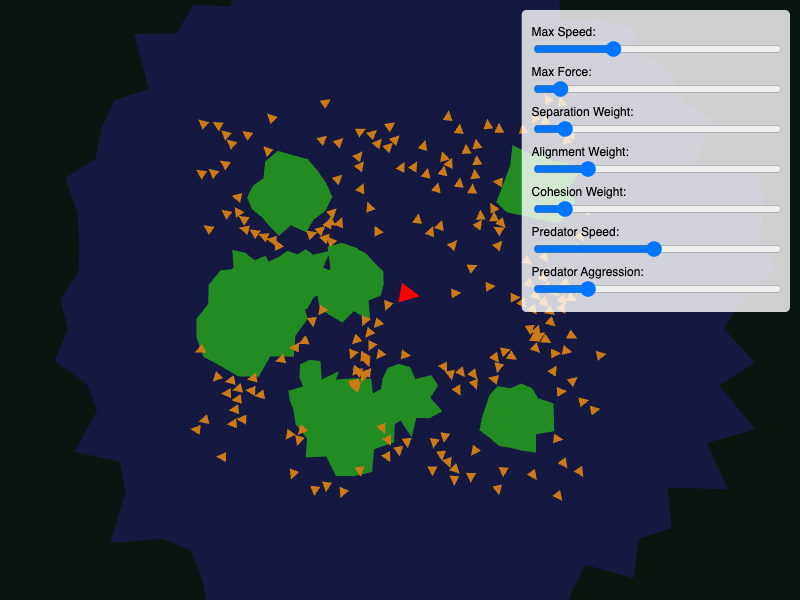 Max Speed:
Max Force:
Separation Weight:
Alignment Weight:
Cohesion Weight:
Predator Speed:
Predator Aggression: